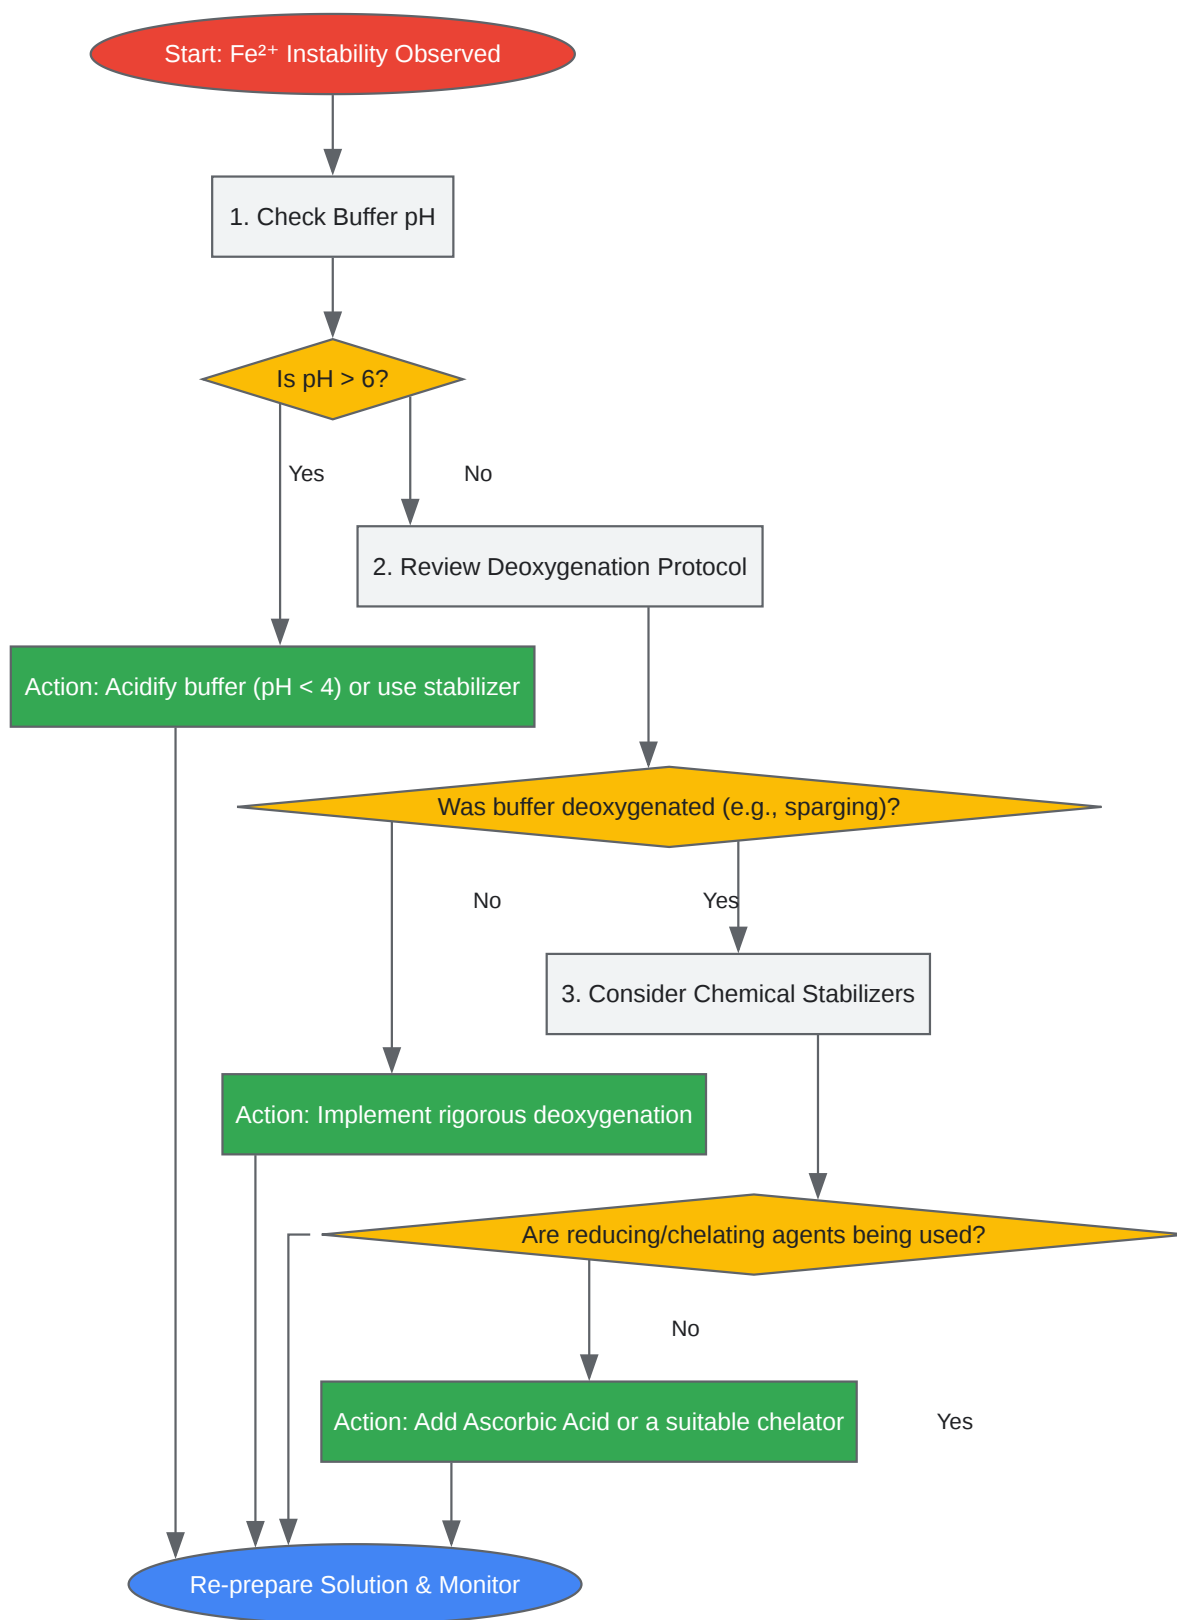 Start: Fe²⁺ Instability Observed
1. Check Buffer pH
Is pH > 6?
Yes
No
2. Review Deoxygenation Protocol
Action: Acidify buffer (pH < 4) or use stabilizer
Was buffer deoxygenated (e.g., sparging)?
No
Yes
3. Consider Chemical Stabilizers
Action: Implement rigorous deoxygenation
Are reducing/chelating agents being used?
No
Action: Add Ascorbic Acid or a suitable chelator
Yes
Re-prepare Solution & Monitor